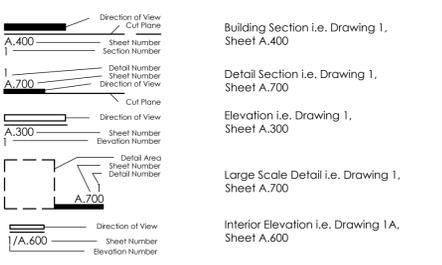 Direction of View
Cut Plane
A.400 Sheet Number
1 Section Number
Building Section i.e. Drawing 1,
Sheet A.400
1 Detail Number
Sheet Number
A.700 Direction of View
Cut Plane
Detail Section i.e. Drawing 1,
Sheet A.700
Direction of View
A.300 Sheet Number
1 Elevation Number
Elevation i.e. Drawing 1,
Sheet A.300
Detail Area
Sheet Number
Detail Number
1
A.700
Large Scale Detail i.e. Drawing 1,
Sheet A.700
Direction of View
1/A.600 Sheet Number
Elevation Number
Interior Elevation i.e. Drawing 1A,
Sheet A.600